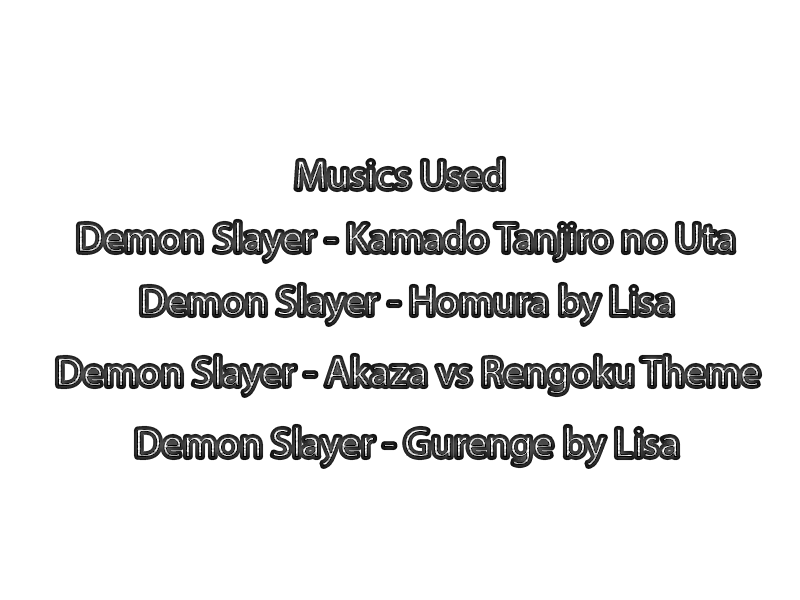 Musics Used
Demon Slayer - Kamado Tanjiro no Uta
Demon Slayer - Homura by Lisa
Demon Slayer - Akaza vs Rengoku Theme
Demon Slayer - Gurenge by Lisa